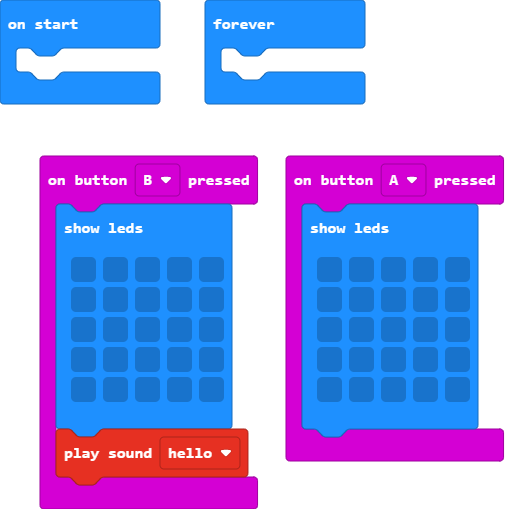 on start
forever
on button B pressed
show leds
play sound hello
on button A pressed
show leds